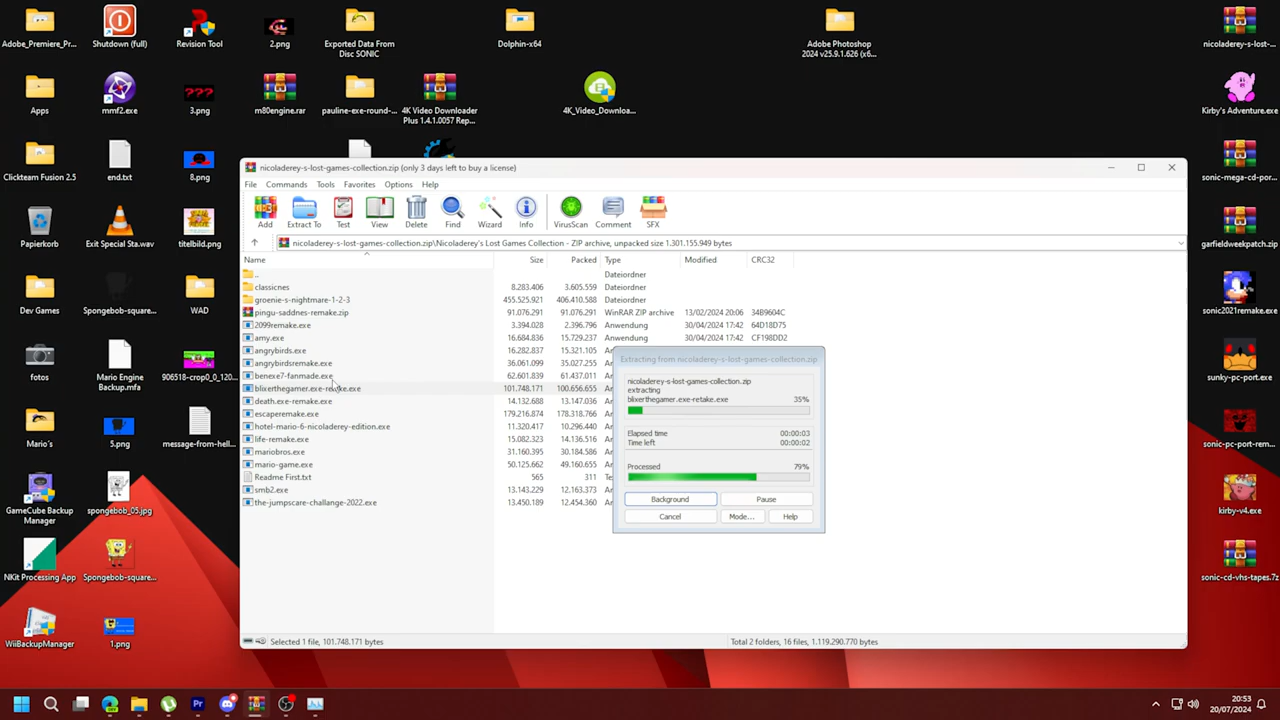 Adobe_Premiere_Pr...
Shutdown (full)
Revision Tool
2.png
Exported Data From
Disc SONIC
Dolphin-x64
Adobe Photoshop
2024 v25.9.1.626 (x6...
nicoladerey-s-lost-...
Apps
mmf2.exe
3.png
m80engine.rar
pauline-exe-round-...
4K Video Downloader
Plus 1.4.1.0057 Rep...
4K_Video_Downloa...
Kirby's Adventure.exe
Clickteam Fusion 2.5
end.txt
8.png
sonic-mega-cd-por...
Papierkorb
Exit Special Sta.wav
titelbild.png
garfieldweekpatch.zip
Dev Games
Spongebob-square...
WAD
sonic2021remake.exe
fotos
Mario Engine
Backup.mfa
906518-crop0_0_120...
sunky-pc-port.exe
Mario's
5.png
message-from-hell...
sonic-pc-port-rem...
GameCube Backup
Manager
spongebob_05.jpg
kirby-v4.exe
NKit Processing App
Spongebob-square...
sonic-cd-vhs-tapes.7z
WiiBackupManager
1.png
nicoladerey-s-lost-games-collection.zip (only 3 days left to buy a license)
File Commands Tools Favorites Options Help
Add Extract To Test View Delete Find Wizard Info VirusScan Comment SFX
nicoladerey-s-lost-games-collection.zip\Nicoladerey's Lost Games Collection - ZIP archive, unpacked size 1.301.155.949 bytes
Name Size Packed Type Modified CRC32
.. Dateiordner
classicnes 8.283.406 3.605.559 Dateiordner
groenie-s-nightmare-1-2-3 455.525.921 406.410.588 Dateiordner
pingu-saddnes-remake.zip 91.076.291 91.076.291 WinRAR ZIP archive 13/02/2024 20:06 34B9604C
2099remake.exe 3.394.028 2.396.796 Anwendung 30/04/2024 17:42 64D18D75
amy.exe 16.684.836 15.729.237 Anwendung 30/04/2024 17:42 CF198DD2
angrybirds.exe 16.282.837 15.321.105
angrybirdsremake.exe 36.061.099 35.027.255
benexe7-fanmade.exe 62.601.839 61.437.011
blixerthegamer.exe-retake.exe 101.748.171 100.656.655
death.exe-remake.exe 14.132.688 13.147.036
escaperemake.exe 179.216.874 178.318.766
hotel-mario-6-nicoladerey-edition.exe 11.320.417 10.296.440
life-remake.exe 15.082.323 14.136.516
mariobros.exe 31.160.395 30.184.586
mario-game.exe 50.125.662 49.160.655
Readme First.txt 565 311
smb2.exe 13.143.229 12.163.373
the-jumpscare-challange-2022.exe 13.450.189 12.454.360
Extracting from nicoladerey-s-lost-games-collection.zip
nicoladerey-s-lost-games-collection.zip
extracting
blixerthegamer.exe-retake.exe 35%
Elapsed time 00:00:03
Time left 00:00:02
Processed 79%
Background Pause
Cancel Mode... Help
Selected 1 file, 101.748.171 bytes
Total 2 folders, 16 files, 1.119.290.770 bytes
20:53
20/07/2024